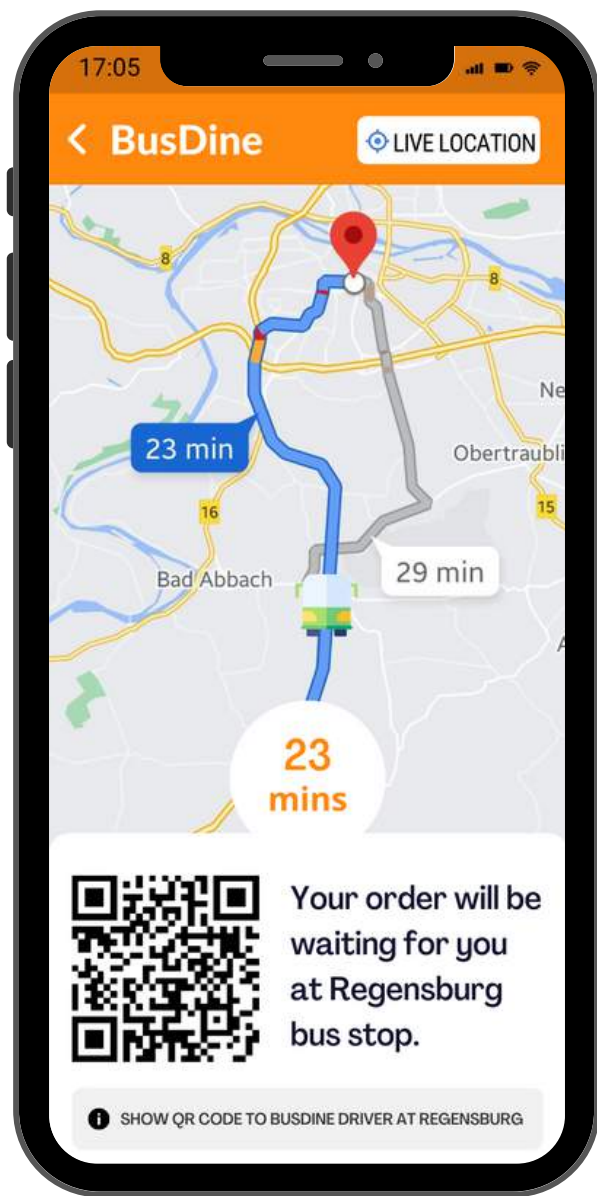 17:05
BusDine
LIVE LOCATION
8
8
Ne
23 min
Obertraubli
16
15
Bad Abbach
29 min
A
23
mins
Your order will be
waiting for you
at Regensburg
bus stop.
SHOW QR CODE TO BUSDINE DRIVER AT REGENSBURG